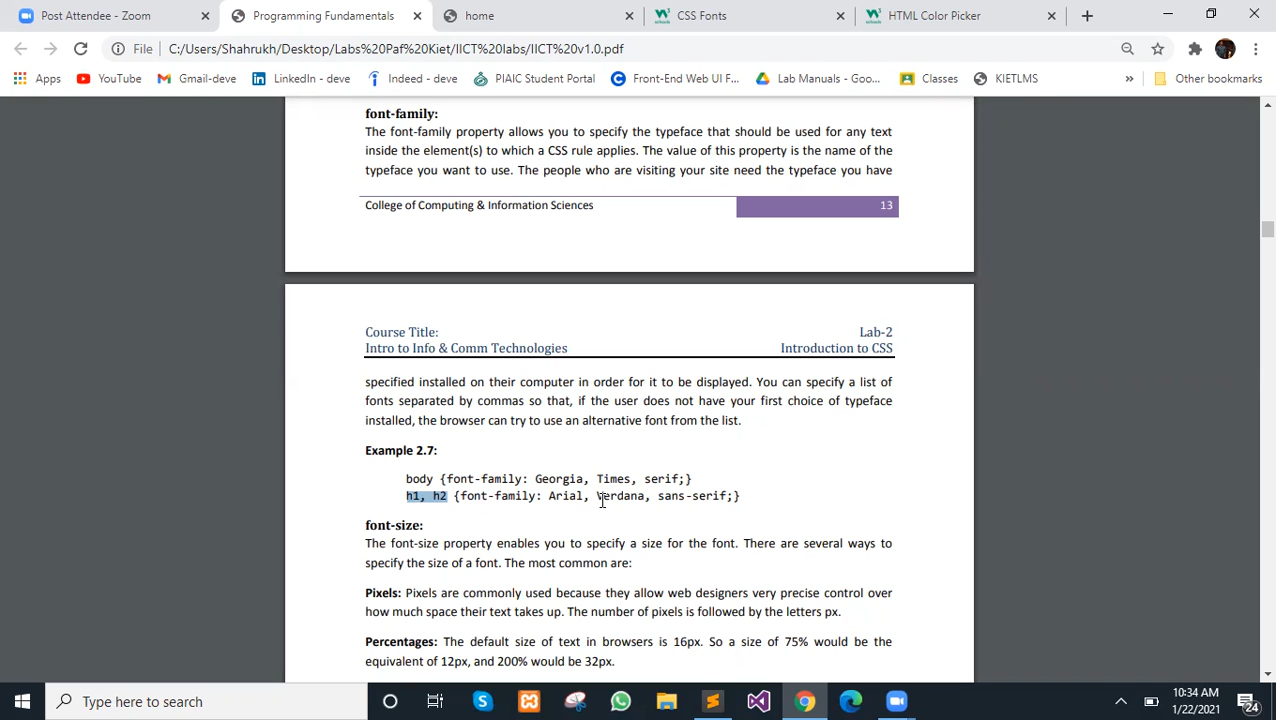 Post Attendee - Zoom
Programming Fundamentals
home
CSS Fonts
HTML Color Picker
File
C:/Users/Shahrukh/Desktop/Labs%20Paf%20Kiet/IICT%20labs/IICT%20v1.0.pdf
Apps
YouTube
Gmail-deve
LinkedIn - deve
Indeed - deve
PIAIC Student Portal
Front-End Web UI F...
Lab Manuals - Goo...
Classes
KIETLMS
»
Other bookmarks
font-family:
The font-family property allows you to specify the typeface that should be used for any text
inside the element(s) to which a CSS rule applies. The value of this property is the name of the
typeface you want to use. The people who are visiting your site need the typeface you have
College of Computing & Information Sciences 13
Course Title: Lab-2
Intro to Info & Comm Technologies Introduction to CSS
specified installed on their computer in order for it to be displayed. You can specify a list of
fonts separated by commas so that, if the user does not have your first choice of typeface
installed, the browser can try to use an alternative font from the list.
Example 2.7:
body {font-family: Georgia, Times, serif;}
h1, h2 {font-family: Arial, Verdana, sans-serif;}
font-size:
The font-size property enables you to specify a size for the font. There are several ways to
specify the size of a font. The most common are:
Pixels: Pixels are commonly used because they allow web designers very precise control over
how much space their text takes up. The number of pixels is followed by the letters px.
Percentages: The default size of text in browsers is 16px. So a size of 75% would be the
equivalent of 12px, and 200% would be 32px.
Type here to search
10:34 AM
1/22/2021
24